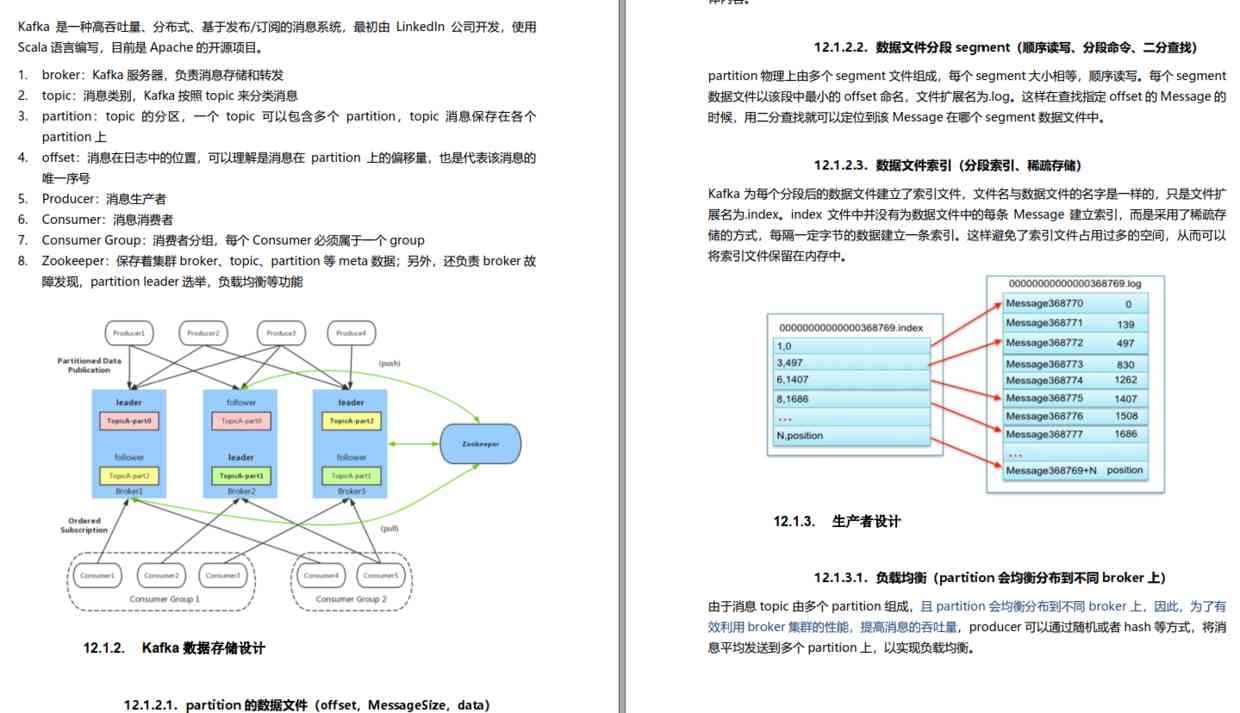 Kafka 是一种高吞吐量、分布式、基于发布/订阅的消息系统，最初由 LinkedIn 公司开发，使用
Scala 语言编写，目前是 Apache 的开源项目。
1. broker：Kafka 服务器，负责消息存储和转发
2. topic：消息类别，Kafka 按照 topic 来分类消息
3. partition：topic 的分区，一个 topic 可以包含多个 partition，topic 消息保存在各个
partition 上
4. offset：消息在日志中的位置，可以理解是消息在 partition 上的偏移量，也是代表该消息的
唯一序号
5. Producer：消息生产者
6. Consumer：消息消费者
7. Consumer Group：消费者分组，每个 Consumer 必须属于一个 group
8. Zookeeper：保存着集群 broker、topic、partition 等 meta 数据；另外，还负责 broker 故
障发现，partition leader 选举，负载均衡等功能
Producer1
Producer2
Produce3
Produce4
Partitioned Data
Publication
(push)
leader
follower
leader
TopicA-part0
TopicA-part0
TopicA-part2
Zookeeper
follower
leader
follower
TopicA-part2
TopicA-part1
TopicA-part1
Broker1
Broker2
Broker3
Ordered
Subscription
(pull)
Consumer1
Consumer2
Consumer3
Consumer4
Consumer5
Consumer Group 1
Consumer Group 2
12.1.2. Kafka 数据存储设计
12.1.2.1. partition 的数据文件（offset，MessageSize，data）
12.1.2.2. 数据文件分段 segment（顺序读写、分段命令、二分查找）
partition 物理上由多个 segment 文件组成，每个 segment 大小相等，顺序读写。每个 segment
数据文件以该段中最小的 offset 命名，文件扩展名为.log。这样在查找指定 offset 的 Message 的
时候，用二分查找就可以定位到该 Message 在哪个 segment 数据文件中。
12.1.2.3. 数据文件索引（分段索引、稀疏存储）
Kafka 为每个分段后的数据文件建立了索引文件，文件名与数据文件的名字是一样的，只是文件扩
展名为.index。index 文件中并没有为数据文件中的每条 Message 建立索引，而是采用了稀疏存
储的方式，每隔一定字节的数据建立一条索引。这样避免了索引文件占用过多的空间，从而可以
将索引文件保留在内存中。
00000000000000368769.index
1,0
3,497
6,1407
8,1686
...
N,position
00000000000000368769.log
Message368770 0
Message368771 139
Message368772 497
Message368773 830
Message368774 1262
Message368775 1407
Message368776 1508
Message368777 1686
...
Message368769+N position
12.1.3. 生产者设计
12.1.3.1. 负载均衡（partition 会均衡分布到不同 broker 上）
由于消息 topic 由多个 partition 组成，且 partition 会均衡分布到不同 broker 上，因此，为了有
效利用 broker 集群的性能，提高消息的吞吐量，producer 可以通过随机或者 hash 等方式，将消
息平均发送到多个 partition 上，以实现负载均衡。